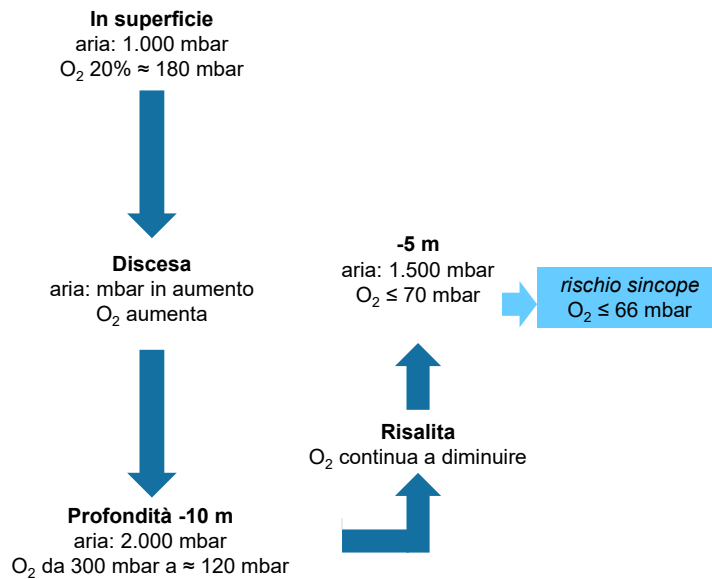 In superficie
aria: 1.000 mbar
O₂ 20% ≈ 180 mbar
Discesa
aria: mbar in aumento
O₂ aumenta
Profondità -10 m
aria: 2.000 mbar
O₂ da 300 mbar a ≈ 120 mbar
Risalita
O₂ continua a diminuire
-5 m
aria: 1.500 mbar
O₂ ≤ 70 mbar
rischio sincope
O₂ ≤ 66 mbar